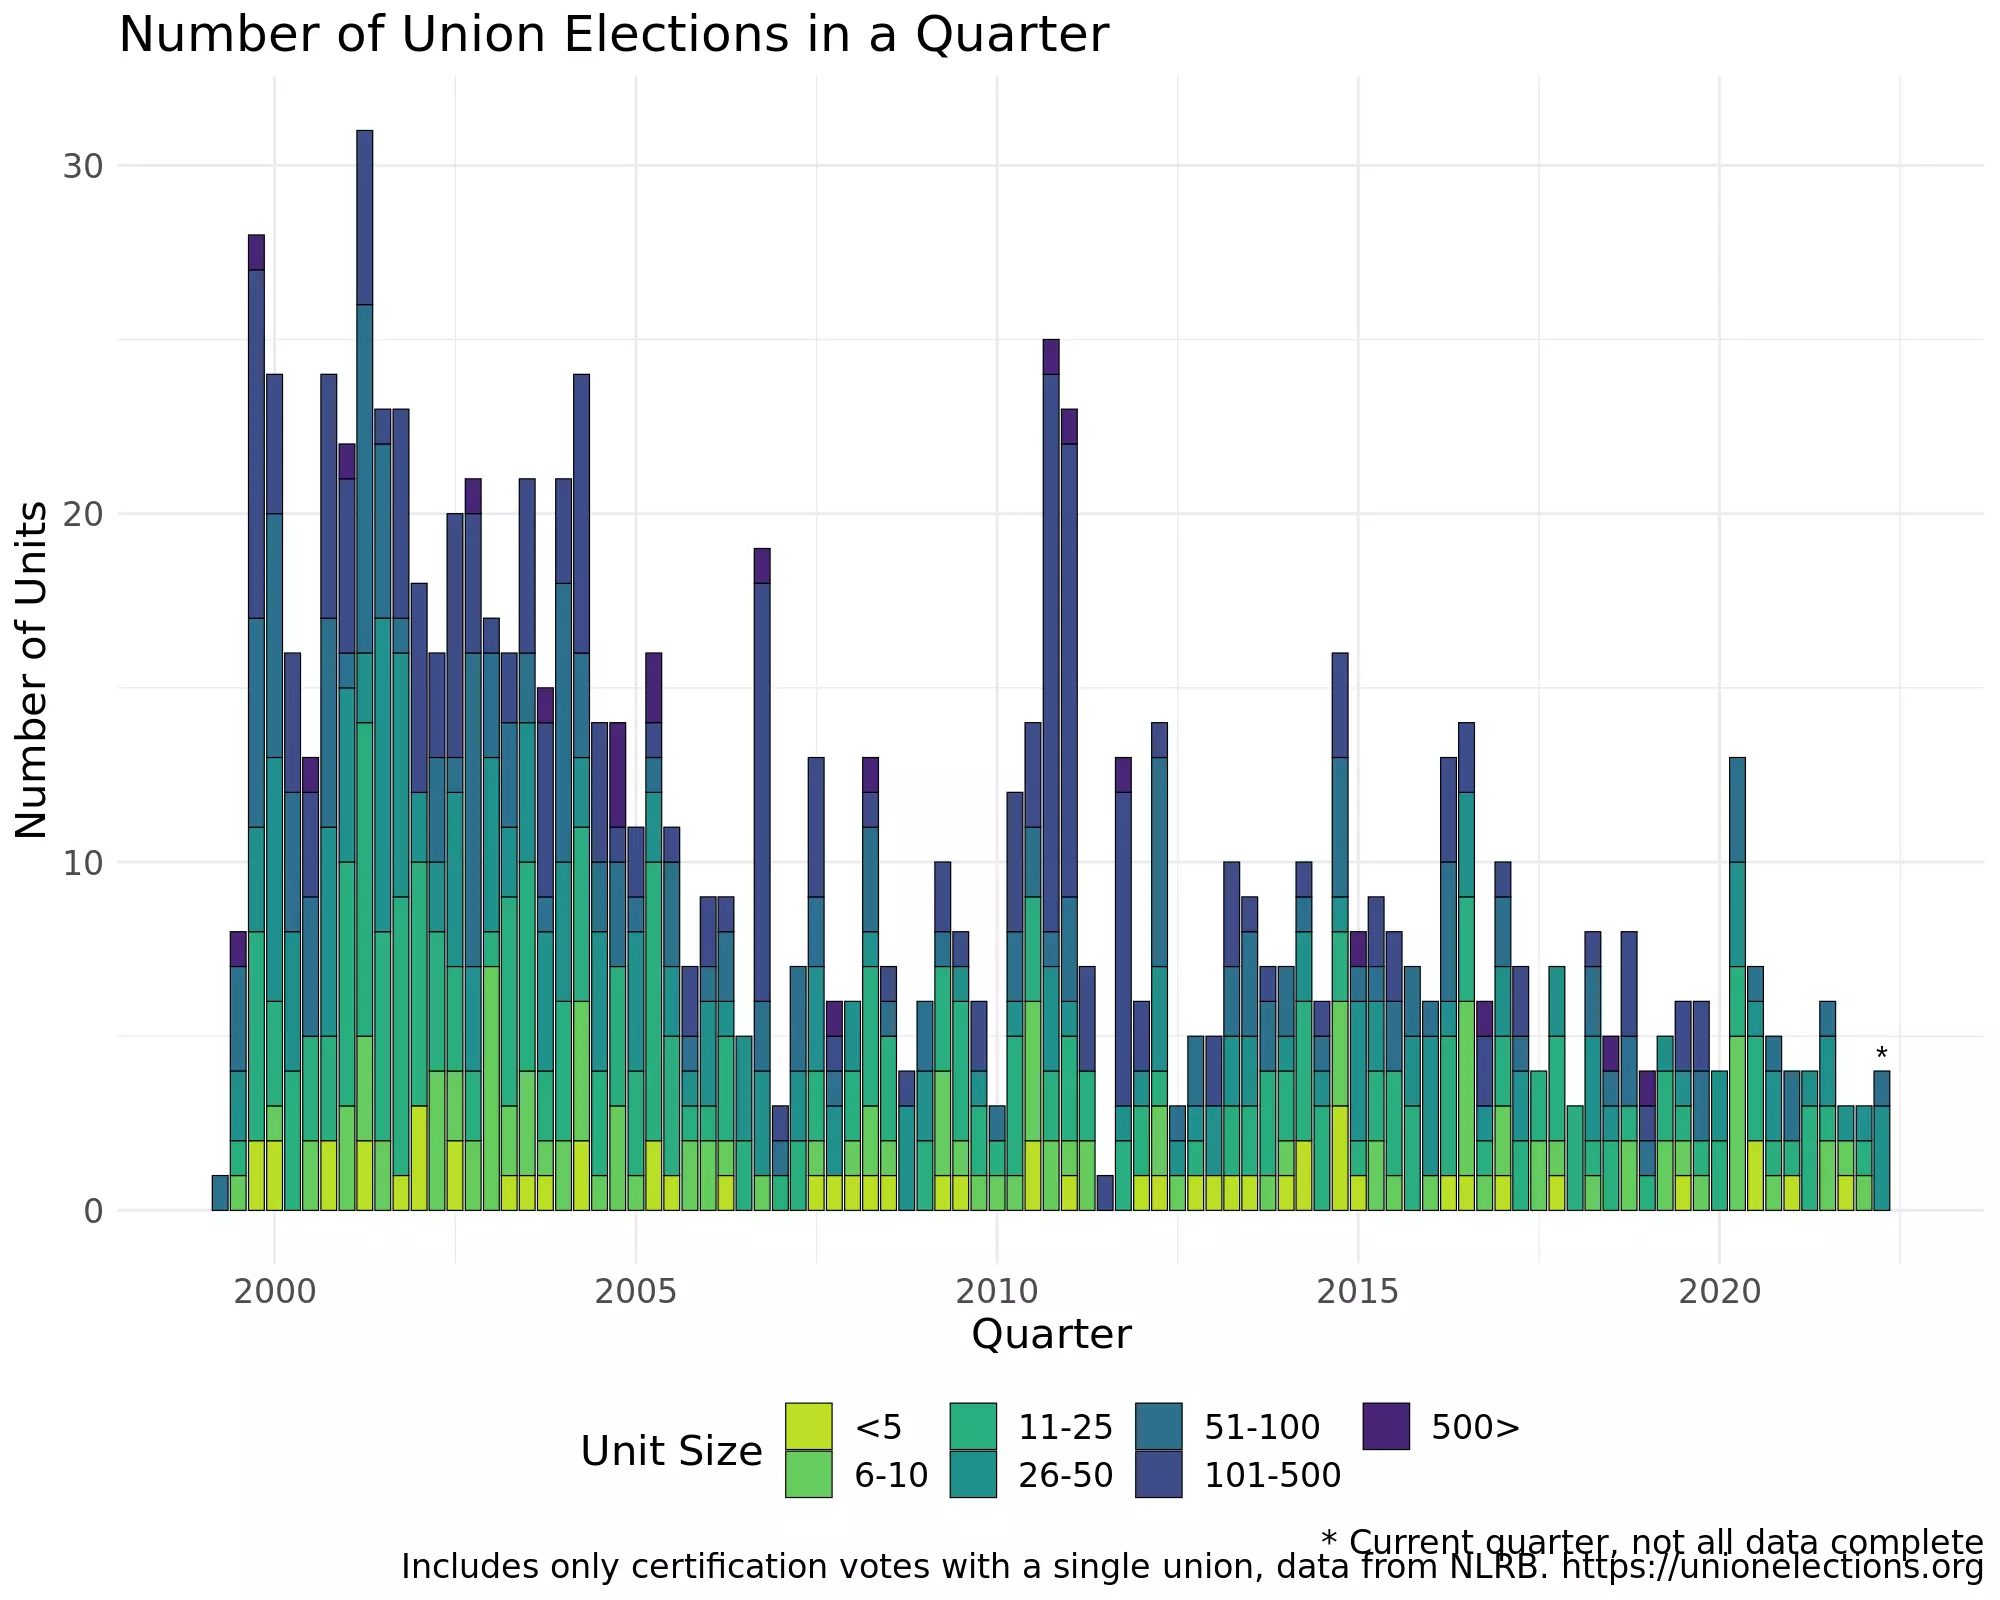 Number of Union Elections in a Quarter
Number of Units
30
20
10
0
*
2000 2005 2010 2015 2020
Quarter
Unit Size
<5 11-25 51-100 500>
6-10 26-50 101-500
* Current quarter, not all data complete
Includes only certification votes with a single union, data from NLRB. https://unionelections.org